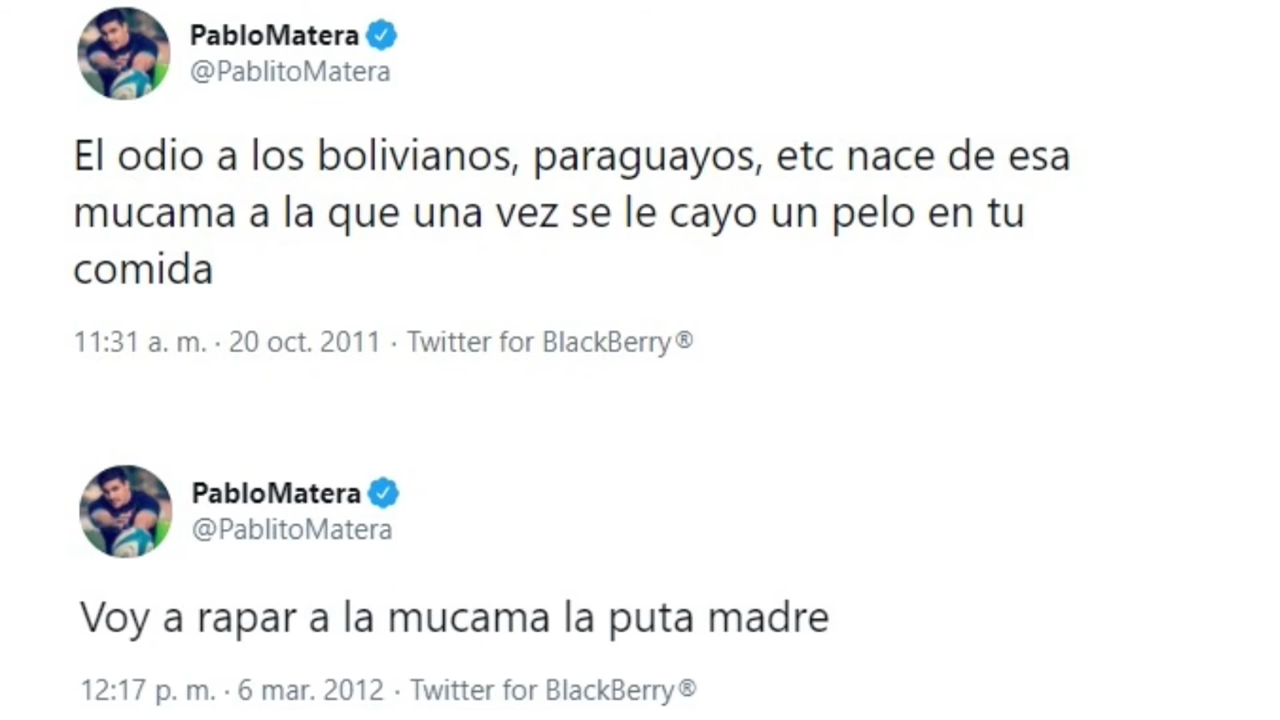 PabloMatera
@PablitoMatera
El odio a los bolivianos, paraguayos, etc nace de esa
mucama a la que una vez se le cayo un pelo en tu
comida
11:31 a. m. · 20 oct. 2011 · Twitter for BlackBerry®
PabloMatera
@PablitoMatera
Voy a rapar a la mucama la puta madre
12:17 p. m. · 6 mar. 2012 · Twitter for BlackBerry®